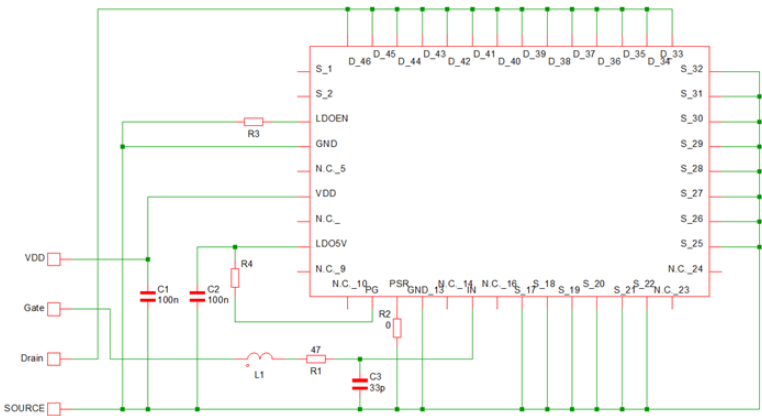 D_46 D_45 D_44 D_43 D_42 D_41 D_40 D_39 D_38 D_37 D_36 D_35 D_34 D_33
S_1 S_32
S_2 S_31
LDOEN S_30
R3
GND S_29
N.C._5 S_28
VDD S_27
N.C._ S_26
LDO5V S_25
VDD R4
N.C._9 N.C._24
N.C._10 PG PSR GND_13 N.C._14 IN N.C._16 S_17 S_18 S_19 S_20 S_21 S_22 N.C._23
C1 C2
100n 100n
Gate R2
0
47
Drain
L1 R1
C3
33p
SOURCE